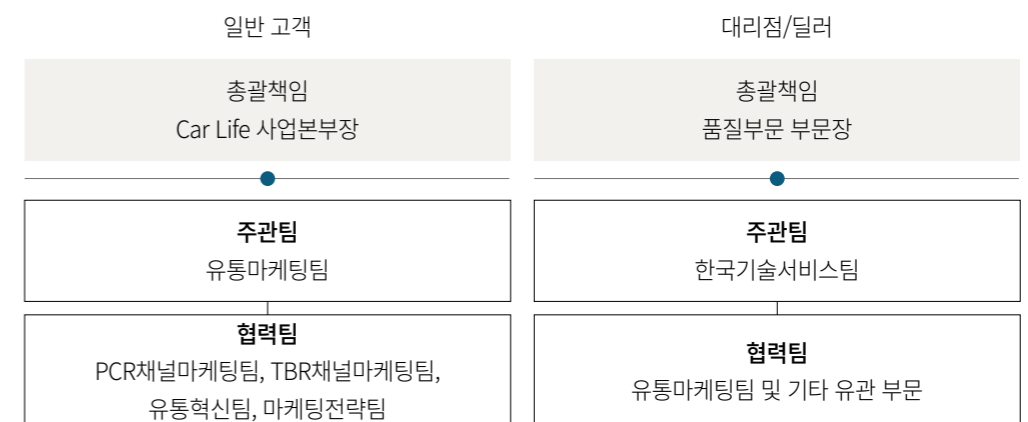 일반 고객
총괄책임
Car Life 사업본부장
주관팀
유통마케팅팀
협력팀
PCR채널마케팅팀, TBR채널마케팅팀,
유통혁신팀, 마케팅전략팀
대리점/딜러
총괄책임
품질부문 부문장
주관팀
한국기술서비스팀
협력팀
유통마케팅팀 및 기타 유관 부문